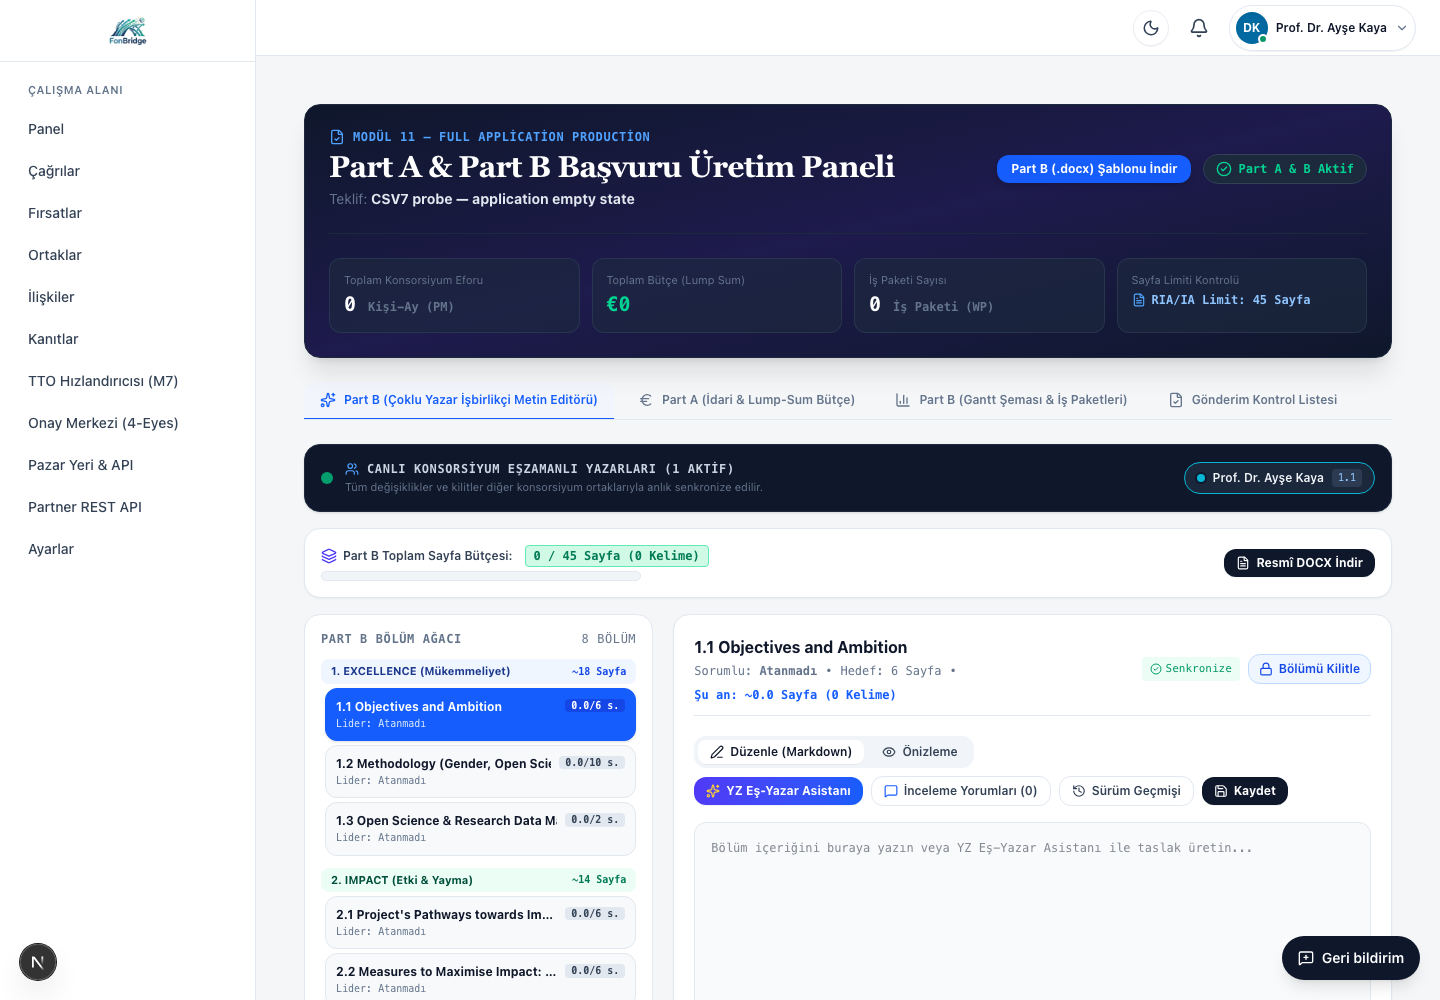 FonBridge
ÇALIŞMA ALANI
Panel
Çağrılar
Fırsatlar
Ortaklar
İlişkiler
Kanıtlar
TTO Hızlandırıcısı (M7)
Onay Merkezi (4-Eyes)
Pazar Yeri & API
Partner REST API
Ayarlar
N
DK
Prof. Dr. Ayşe Kaya
MODÜL 11 — FULL APPLICATİON PRODUCTİON
Part A & Part B Başvuru Üretim Paneli
Teklif: CSV7 probe — application empty state
Part B (.docx) Şablonu İndir
Part A & B Aktif
Toplam Konsorsiyum Eforu
0 Kişi-Ay (PM)
Toplam Bütçe (Lump Sum)
€0
İş Paketi Sayısı
0 İş Paketi (WP)
Sayfa Limiti Kontrolü
RIA/IA Limit: 45 Sayfa
Part B (Çoklu Yazar İşbirlikçi Metin Editörü)
Part A (İdari & Lump-Sum Bütçe)
Part B (Gantt Şeması & İş Paketleri)
Gönderim Kontrol Listesi
CANLI KONSORSİYUM EŞZAMANLI YAZARLARI (1 AKTİF)
Tüm değişiklikler ve kilitler diğer konsorsiyum ortaklarıyla anlık senkronize edilir.
Prof. Dr. Ayşe Kaya 1.1
Part B Toplam Sayfa Bütçesi: 0 / 45 Sayfa (0 Kelime)
Resmî DOCX İndir
PART B BÖLÜM AĞACI 8 BÖLÜM
1. EXCELLENCE (Mükemmeliyet) ~18 Sayfa
1.1 Objectives and Ambition 0.0/6 s.
Lider: Atanmadı
1.2 Methodology (Gender, Open Scie 0.0/10 s.
Lider: Atanmadı
1.3 Open Science & Research Data Ma 0.0/2 s.
Lider: Atanmadı
2. IMPACT (Etki & Yayma) ~14 Sayfa
2.1 Project's Pathways towards Im... 0.0/6 s.
Lider: Atanmadı
2.2 Measures to Maximise Impact: ... 0.0/6 s.
Lider: Atanmadı
1.1 Objectives and Ambition
Sorumlu: Atanmadı • Hedef: 6 Sayfa •
Şu an: ~0.0 Sayfa (0 Kelime)
Senkronize
Bölümü Kilitle
Düzenle (Markdown)
Önizleme
YZ Eş-Yazar Asistanı
İnceleme Yorumları (0)
Sürüm Geçmişi
Kaydet
Bölüm içeriğini buraya yazın veya YZ Eş-Yazar Asistanı ile taslak üretin...
Geri bildirim